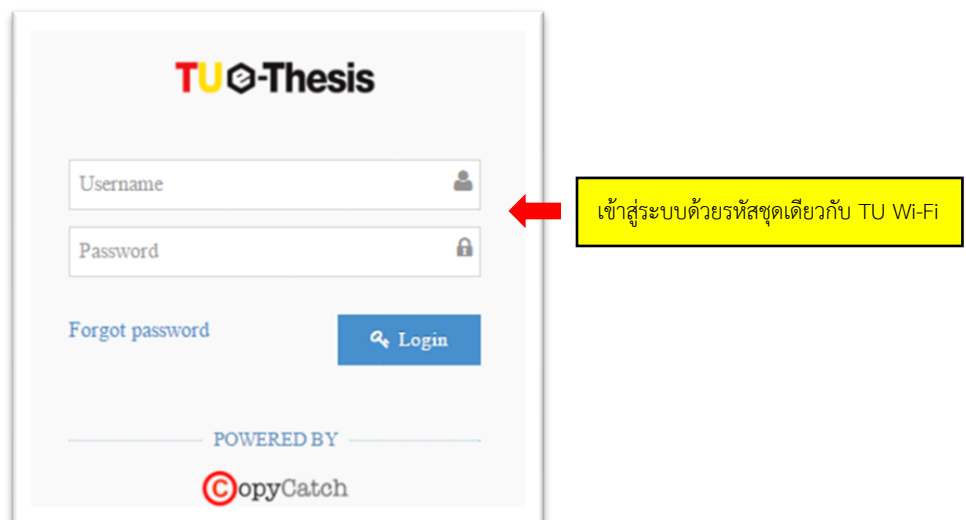 TU e-Thesis
Username
เข้าสู่ระบบด้วยรหัสชุดเดียวกับ TU Wi-Fi
Password
Forgot password
Login
POWERED BY
CopyCatch